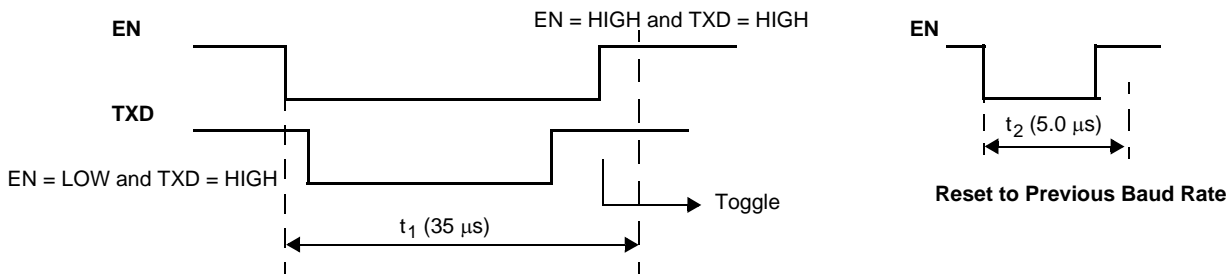 EN = HIGH and TXD = HIGH
EN
EN
TXD
EN = LOW and TXD = HIGH
t1 (35 μs)
Toggle
t2 (5.0 μs)
Reset to Previous Baud Rate